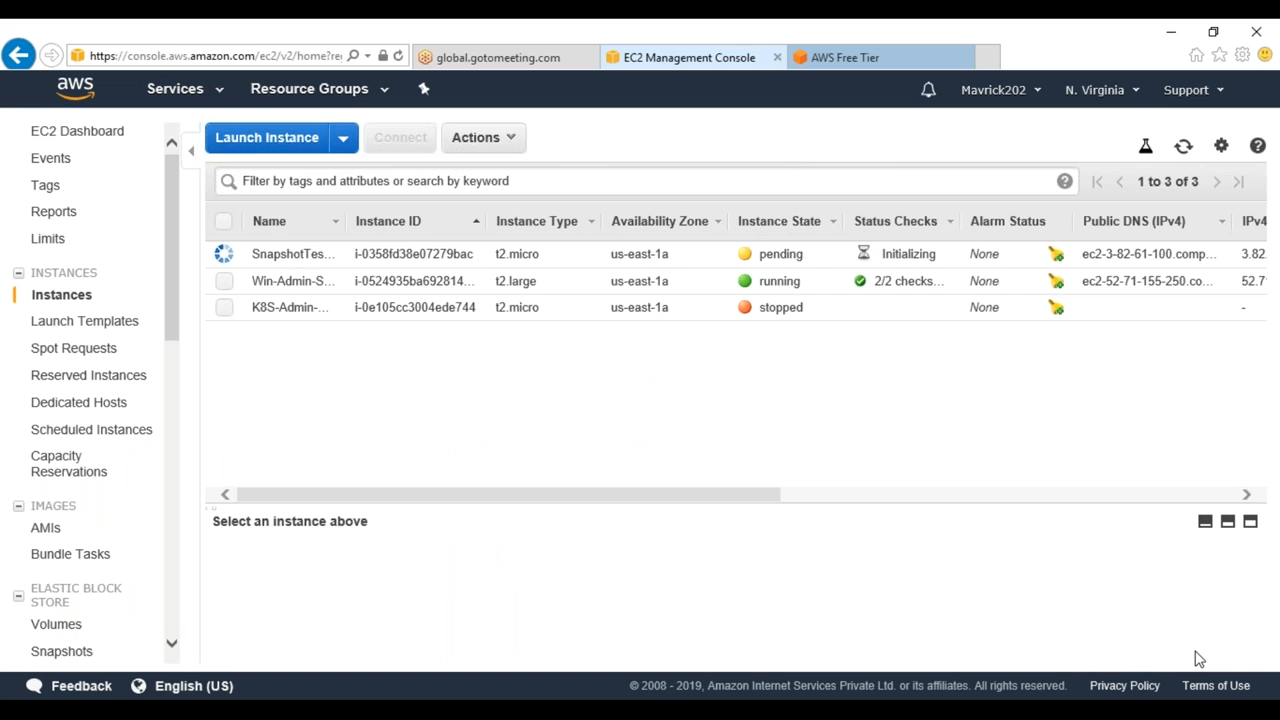 https://console.aws.amazon.com/ec2/v2/home?re
global.gotomeeting.com
EC2 Management Console
AWS Free Tier
aws
Services
Resource Groups
Mavrick202
N. Virginia
Support
EC2 Dashboard
Events
Tags
Reports
Limits
INSTANCES
Instances
Launch Templates
Spot Requests
Reserved Instances
Dedicated Hosts
Scheduled Instances
Capacity
Reservations
IMAGES
AMIs
Bundle Tasks
ELASTIC BLOCK
STORE
Volumes
Snapshots
Launch Instance
Connect
Actions
Filter by tags and attributes or search by keyword
1 to 3 of 3
Name Instance ID Instance Type Availability Zone Instance State Status Checks Alarm Status Public DNS (IPv4) IPv4
SnapshotTes... i-0358fd38e07279bac t2.micro us-east-1a pending Initializing None ec2-3-82-61-100.comp... 3.82
Win-Admin-S... i-0524935ba692814... t2.large us-east-1a running 2/2 checks... None ec2-52-71-155-250.co... 52.7
K8S-Admin-... i-0e105cc3004ede744 t2.micro us-east-1a stopped None -
Select an instance above
Feedback
English (US)
© 2008 - 2019, Amazon Internet Services Private Ltd. or its affiliates. All rights reserved.
Privacy Policy
Terms of Use